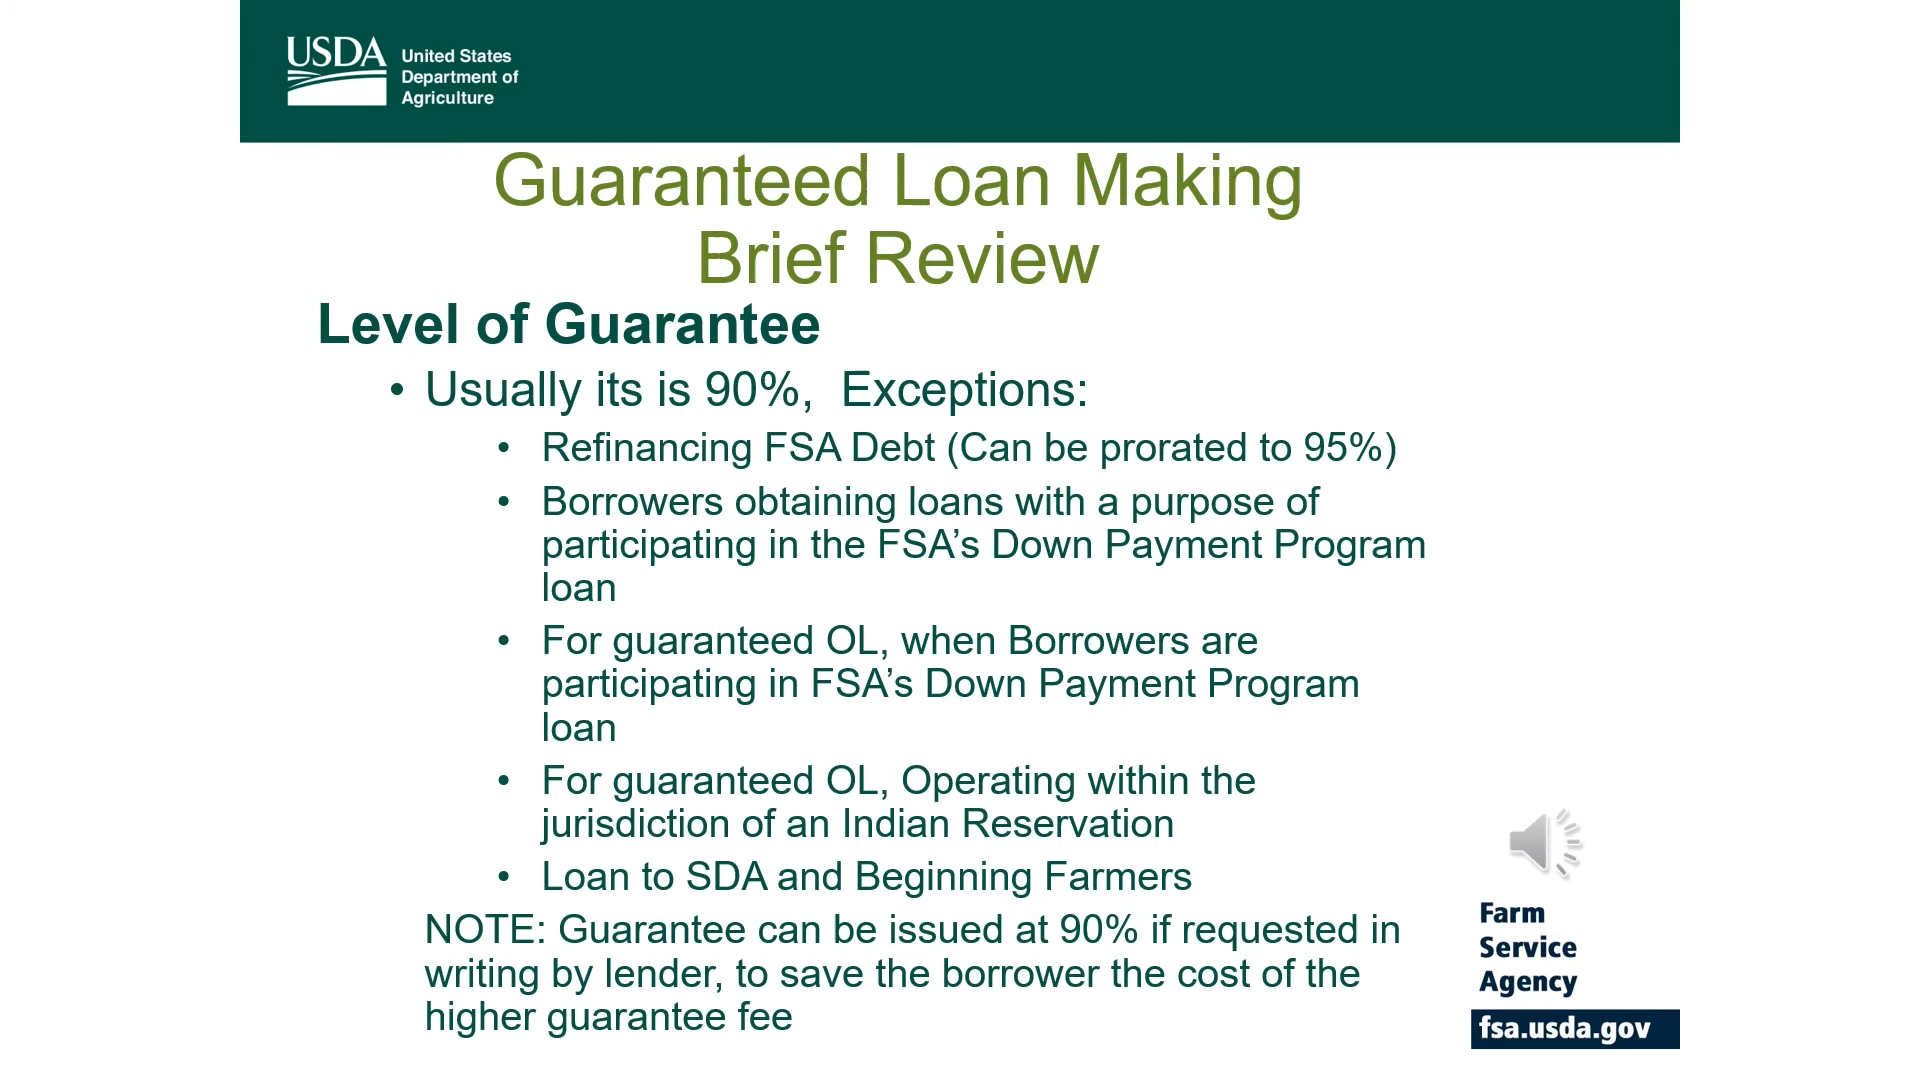 USDA
United States
Department of
Agriculture
Guaranteed Loan Making
Brief Review
Level of Guarantee
• Usually its is 90%,  Exceptions:
• Refinancing FSA Debt (Can be prorated to 95%)
• Borrowers obtaining loans with a purpose of
participating in the FSA’s Down Payment Program
loan
• For guaranteed OL, when Borrowers are
participating in FSA’s Down Payment Program
loan
• For guaranteed OL, Operating within the
jurisdiction of an Indian Reservation
• Loan to SDA and Beginning Farmers
NOTE: Guarantee can be issued at 90% if requested in
writing by lender, to save the borrower the cost of the
higher guarantee fee
Farm
Service
Agency
fsa.usda.gov